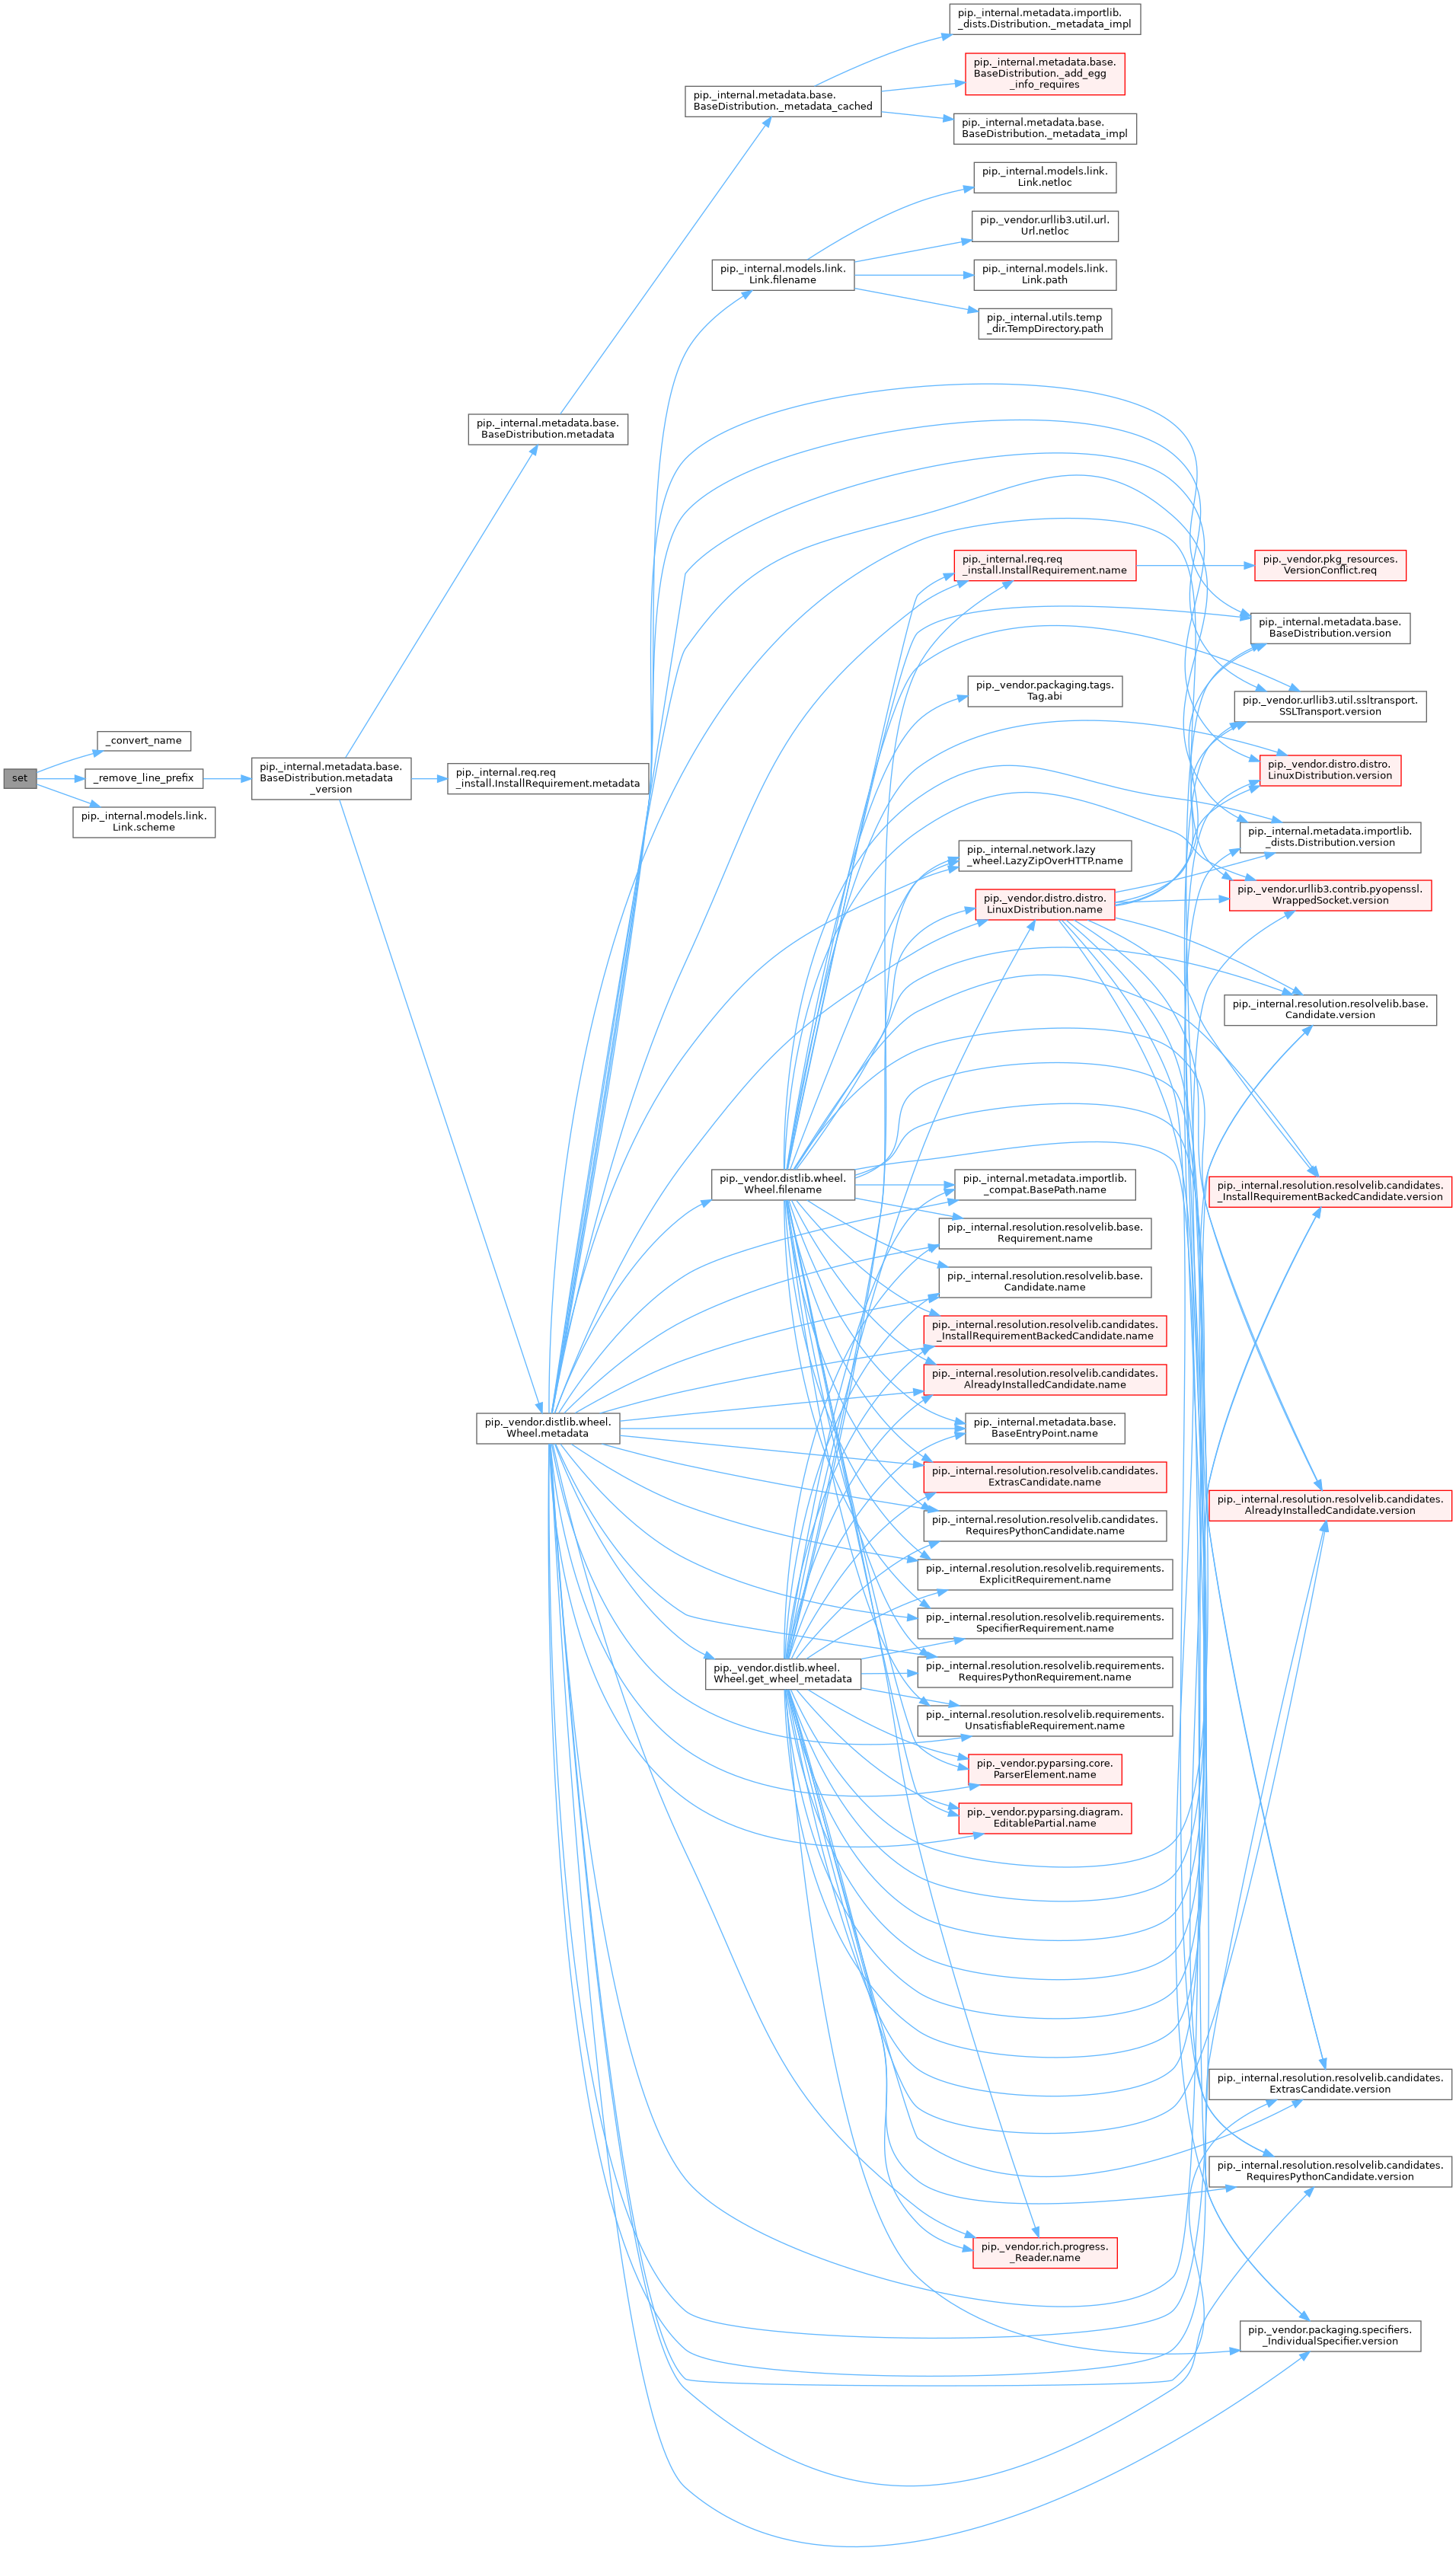 set
_convert_name
_remove_line_prefix
pip._internal.models.link.
Link.scheme
pip._internal.metadata.base.
BaseDistribution.metadata
_version
pip._internal.metadata.base.
BaseDistribution.metadata
pip._internal.req.req
_install.InstallRequirement.metadata
pip._vendor.distlib.wheel.
Wheel.metadata
pip._internal.metadata.base.
BaseDistribution._metadata_cached
pip._internal.models.link.
Link.filename
pip._vendor.distlib.wheel.
Wheel.filename
pip._vendor.distlib.wheel.
Wheel.get_wheel_metadata
pip._internal.metadata.importlib.
_dists.Distribution._metadata_impl
pip._internal.metadata.base.
BaseDistribution._add_egg
_info_requires
pip._internal.metadata.base.
BaseDistribution._metadata_impl
pip._internal.models.link.
Link.netloc
pip._vendor.urllib3.util.url.
Url.netloc
pip._internal.models.link.
Link.path
pip._internal.utils.temp
_dir.TempDirectory.path
pip._internal.req.req
_install.InstallRequirement.name
pip._vendor.packaging.tags.
Tag.abi
pip._internal.network.lazy
_wheel.LazyZipOverHTTP.name
pip._vendor.distro.distro.
LinuxDistribution.name
pip._internal.metadata.importlib.
_compat.BasePath.name
pip._internal.resolution.resolvelib.base.
Requirement.name
pip._internal.resolution.resolvelib.base.
Candidate.name
pip._internal.resolution.resolvelib.candidates.
_InstallRequirementBackedCandidate.name
pip._internal.resolution.resolvelib.candidates.
AlreadyInstalledCandidate.name
pip._internal.metadata.base.
BaseEntryPoint.name
pip._internal.resolution.resolvelib.candidates.
ExtrasCandidate.name
pip._internal.resolution.resolvelib.candidates.
RequiresPythonCandidate.name
pip._internal.resolution.resolvelib.requirements.
ExplicitRequirement.name
pip._internal.resolution.resolvelib.requirements.
SpecifierRequirement.name
pip._internal.resolution.resolvelib.requirements.
RequiresPythonRequirement.name
pip._internal.resolution.resolvelib.requirements.
UnsatisfiableRequirement.name
pip._vendor.pyparsing.core.
ParserElement.name
pip._vendor.pyparsing.diagram.
EditablePartial.name
pip._vendor.rich.progress.
_Reader.name
pip._vendor.pkg_resources.
VersionConflict.req
pip._internal.metadata.base.
BaseDistribution.version
pip._vendor.urllib3.util.ssltransport.
SSLTransport.version
pip._vendor.distro.distro.
LinuxDistribution.version
pip._internal.metadata.importlib.
_dists.Distribution.version
pip._vendor.urllib3.contrib.pyopenssl.
WrappedSocket.version
pip._internal.resolution.resolvelib.base.
Candidate.version
pip._internal.resolution.resolvelib.candidates.
_InstallRequirementBackedCandidate.version
pip._internal.resolution.resolvelib.candidates.
AlreadyInstalledCandidate.version
pip._internal.resolution.resolvelib.candidates.
ExtrasCandidate.version
pip._internal.resolution.resolvelib.candidates.
RequiresPythonCandidate.version
pip._vendor.packaging.specifiers.
_IndividualSpecifier.version